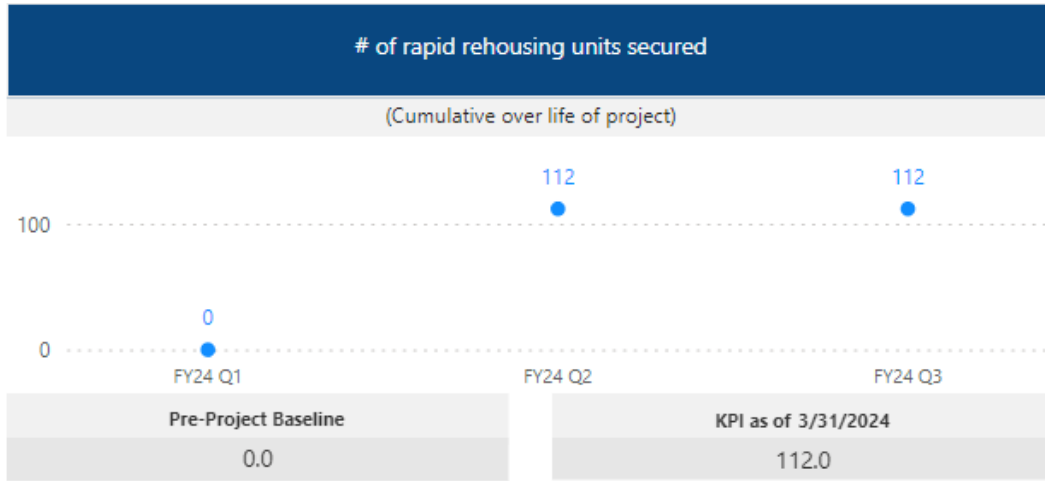 # of rapid rehousing units secured
(Cumulative over life of project)
112 112
100
0
0
FY24 Q1 FY24 Q2 FY24 Q3
Pre-Project Baseline KPI as of 3/31/2024
0.0 112.0